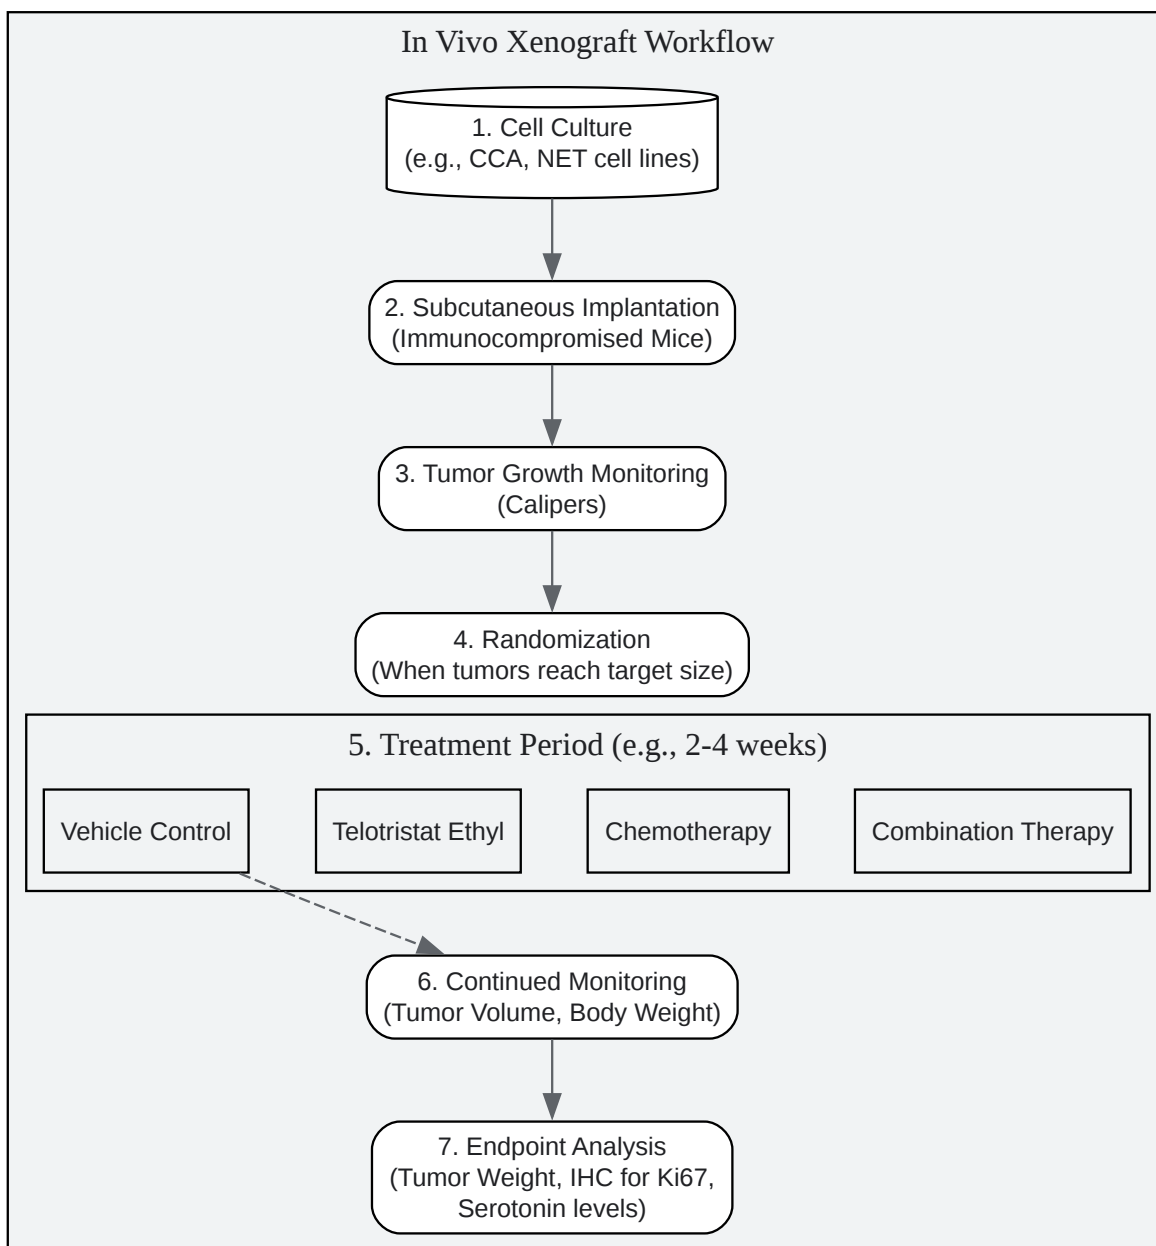 In Vivo Xenograft Workflow
1. Cell Culture
(e.g., CCA, NET cell lines)
2. Subcutaneous Implantation
(Immunocompromised Mice)
3. Tumor Growth Monitoring
(Calipers)
4. Randomization
(When tumors reach target size)
5. Treatment Period (e.g., 2-4 weeks)
Vehicle Control
Telotristat Ethyl
Chemotherapy
Combination Therapy
6. Continued Monitoring
(Tumor Volume, Body Weight)
7. Endpoint Analysis
(Tumor Weight, IHC for Ki67,
Serotonin levels)